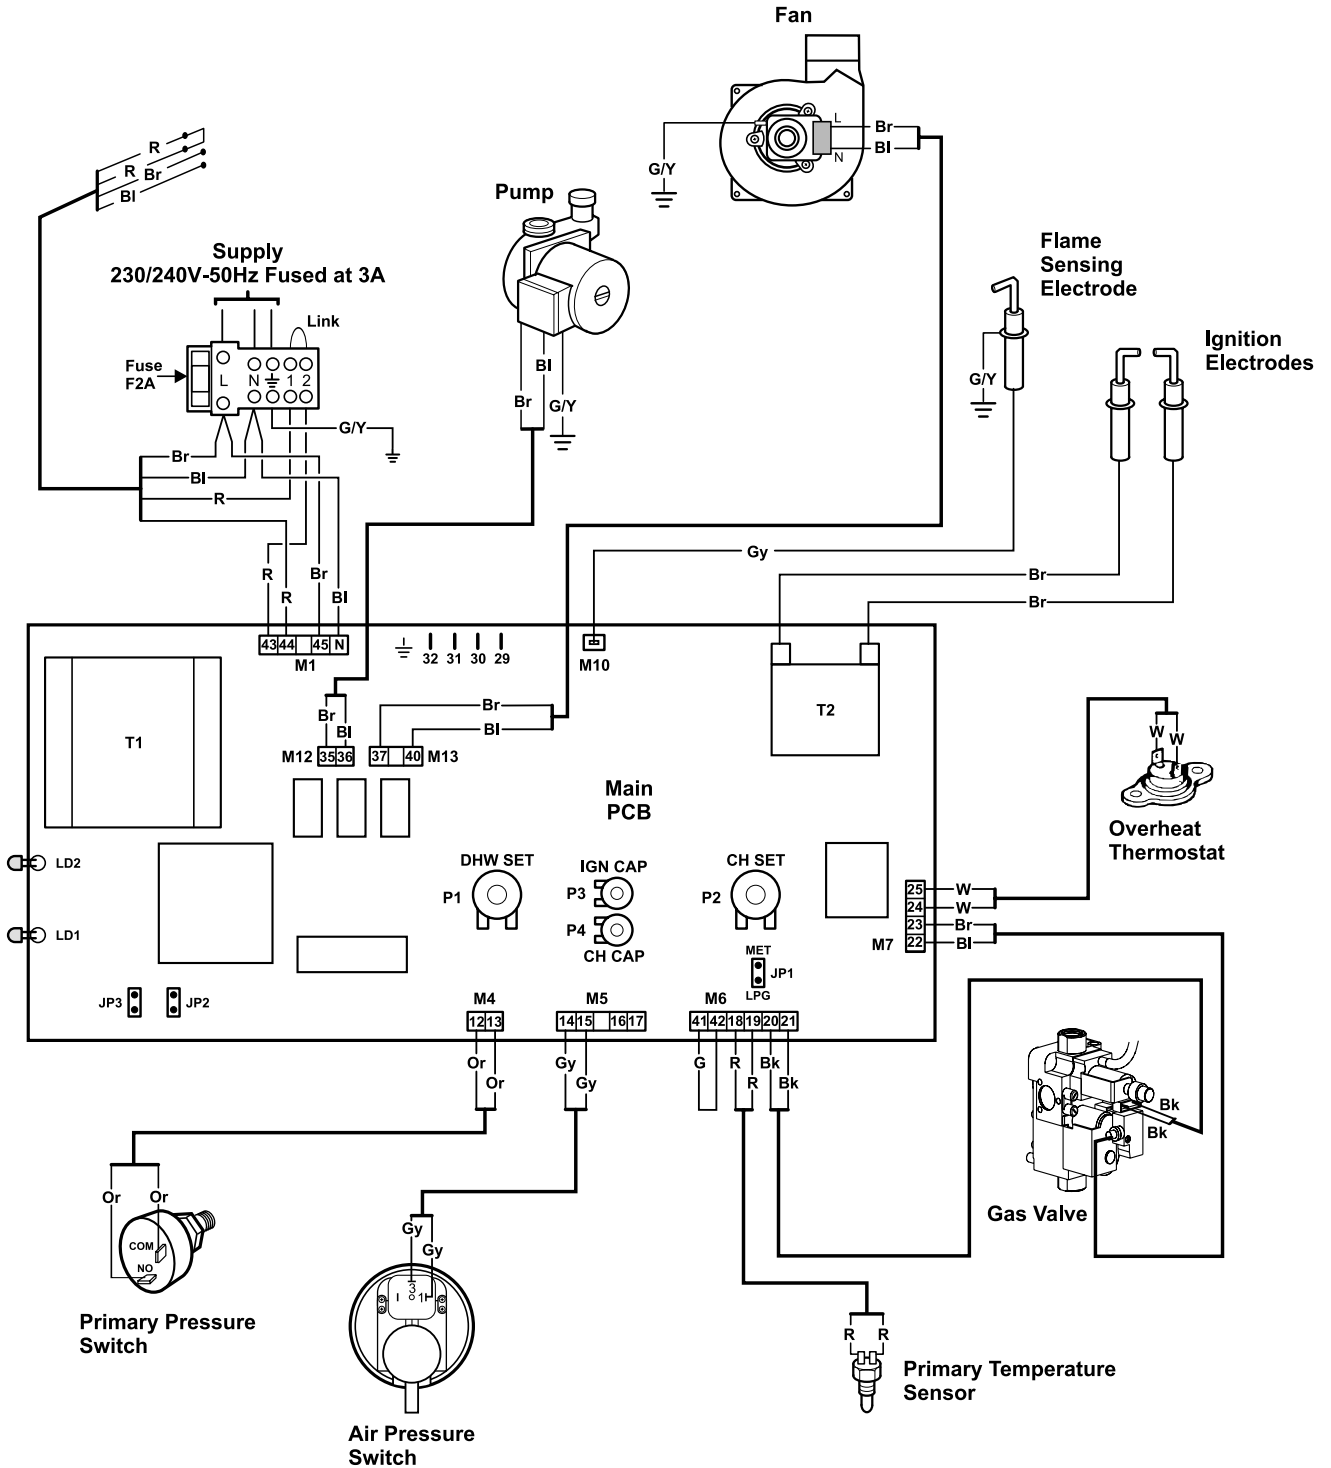 Fan
L
Br
Bl
N
G/Y
R
R
Br
Bl
Pump
Supply
230/240V-50Hz Fused at 3A
Link
Fuse
F2A
L
N
1
2
G/Y
Br
Bl
R
R
R
Br
Bl
Bl
Br
G/Y
Flame
Sensing
Electrode
G/Y
Ignition
Electrodes
Gy
Br
Br
43
44
45
N
M1
32
31
30
29
M10
T1
T2
Br
Bl
Br
Bl
M12
35
36
37
40
M13
Main
PCB
W
W
Overheat
Thermostat
LD2
LD1
DHW SET
P1
IGN CAP
P3
P4
CH CAP
CH SET
P2
MET
JP1
LPG
25
24
23
22
M7
W
W
Br
Bl
JP3
JP2
M4
12
13
M5
14
15
16
17
M6
41
42
18
19
20
21
Or
Or
Gy
Gy
G
R
R
Bk
Bk
Bk
Bk
Gas Valve
Or
Or
COM
NO
Primary Pressure
Switch
Gy
Gy
3
1
Air Pressure
Switch
R
R
Primary Temperature
Sensor